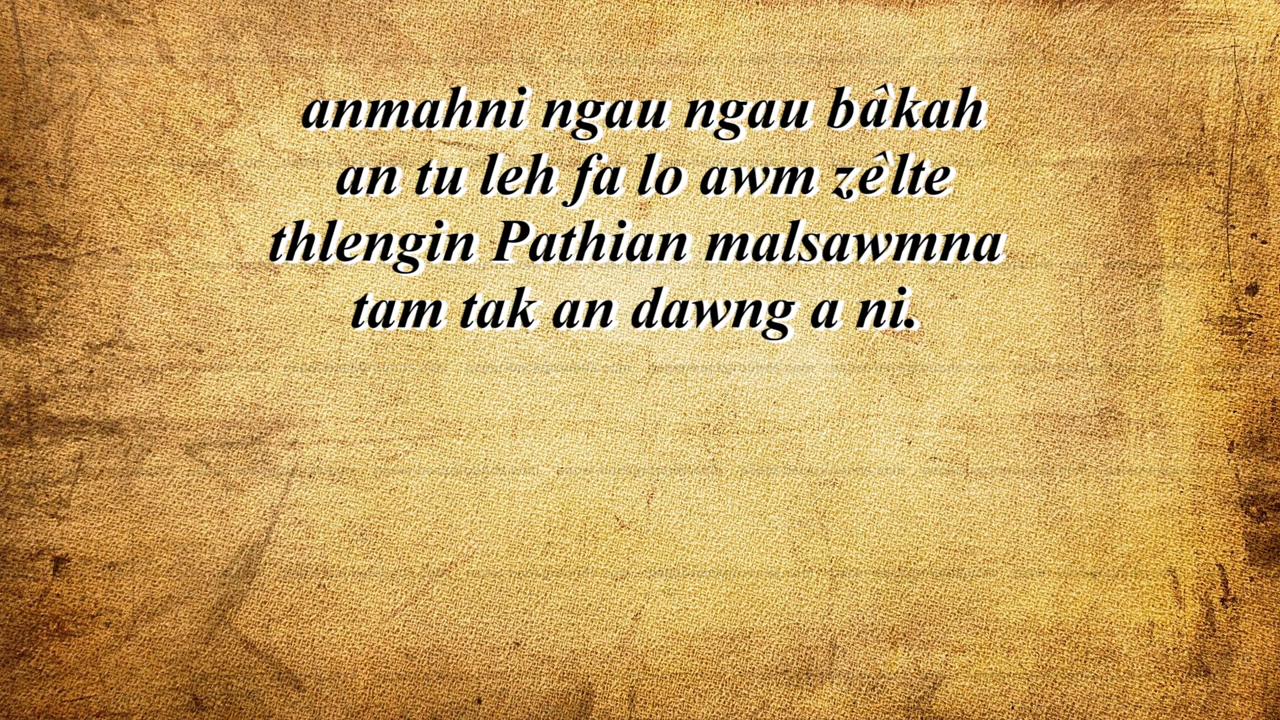 anmahni ngau ngau bâkah
an tu leh fa lo awm zêlte
thlengin Pathian malsawmna
tam tak an dawng a ni.